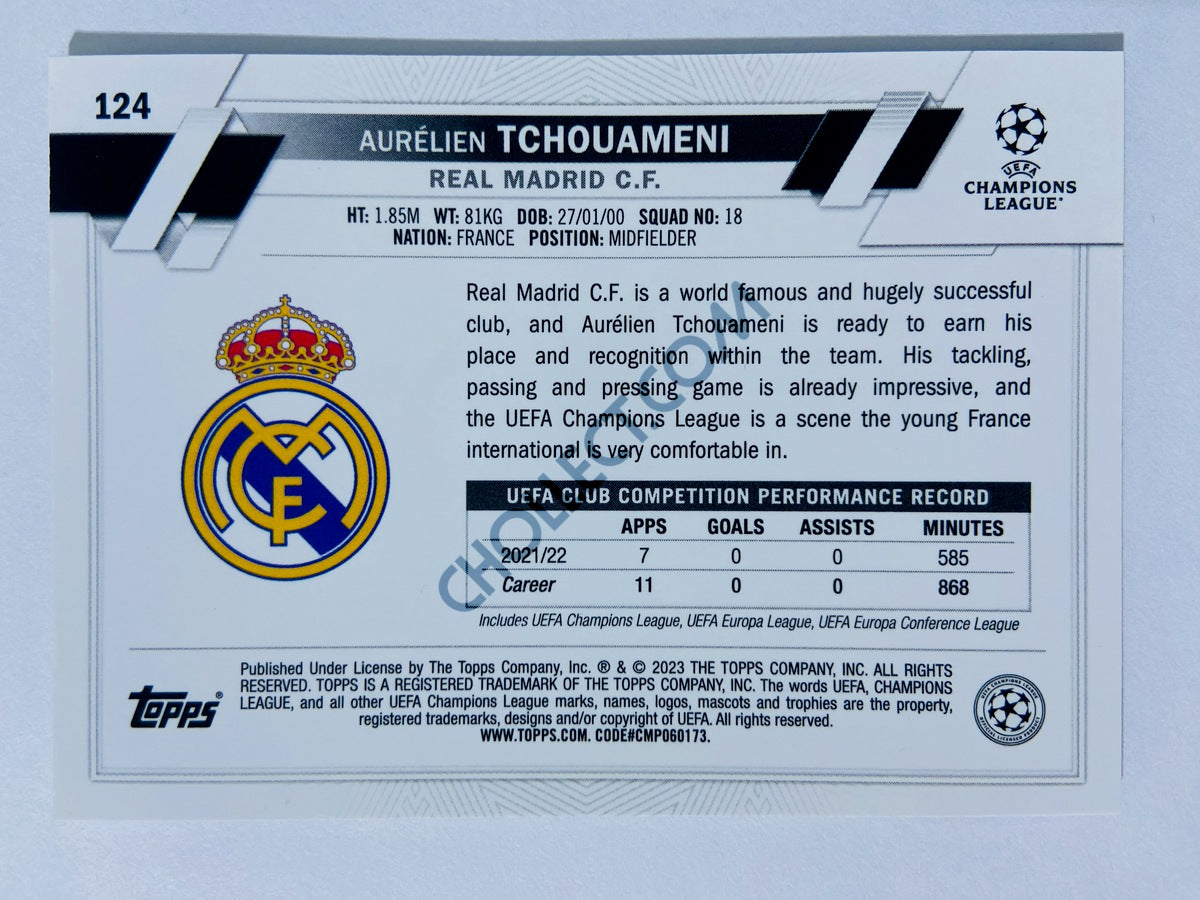 124
AURÉLIEN TCHOUAMENI
REAL MADRID C.F.
HT: 1.85M WT: 81KG DOB: 27/01/00 SQUAD NO: 18
NATION: FRANCE POSITION: MIDFIELDER
UEFA
CHAMPIONS
LEAGUE®
Real Madrid C.F. is a world famous and hugely successful
club, and Aurélien Tchouameni is ready to earn his
place and recognition within the team. His tackling,
passing and pressing game is already impressive, and
the UEFA Champions League is a scene the young France
international is very comfortable in.
CHOLLECT.COM
UEFA CLUB COMPETITION PERFORMANCE RECORD
APPS GOALS ASSISTS MINUTES
2021/22 7 0 0 585
Career 11 0 0 868
Includes UEFA Champions League, UEFA Europa League, UEFA Europa Conference League
topps®
Published Under License by The Topps Company, Inc. ® & © 2023 THE TOPPS COMPANY, INC. ALL RIGHTS
RESERVED. TOPPS IS A REGISTERED TRADEMARK OF THE TOPPS COMPANY, INC. The words UEFA, CHAMPIONS
LEAGUE, and all other UEFA Champions League marks, names, logos, mascots and trophies are the property,
registered trademarks, designs and/or copyright of UEFA. All rights reserved.
WWW.TOPPS.COM. CODE#CMP060173.
UEFA CHAMPIONS LEAGUE
OFFICIAL LICENSED PRODUCT